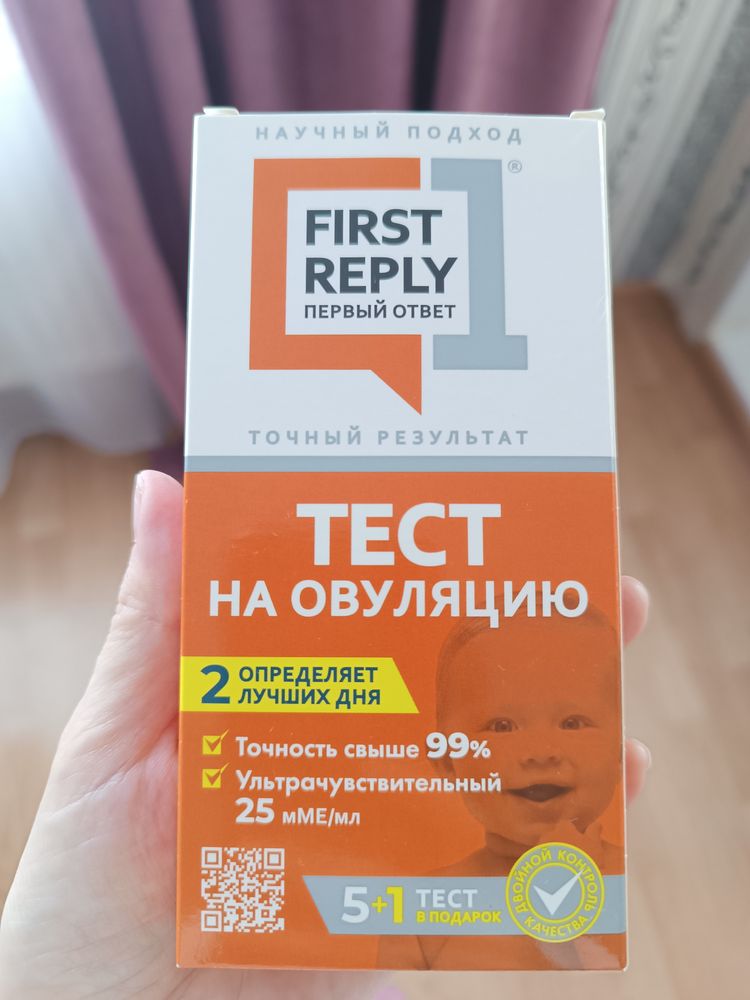 НАУЧНЫЙ ПОДХОД
1®
FIRST
REPLY
ПЕРВЫЙ ОТВЕТ
ТОЧНЫЙ РЕЗУЛЬТАТ
ТЕСТ
НА ОВУЛЯЦИЮ
2 ОПРЕДЕЛЯЕТ
ЛУЧШИХ ДНЯ
Точность свыше 99%
Ультрачувствительный
25 мМЕ/мл
5+1 ТЕСТ
В ПОДАРОК
ДВОЙНОЙ КОНТРОЛЬ
КАЧЕСТВА